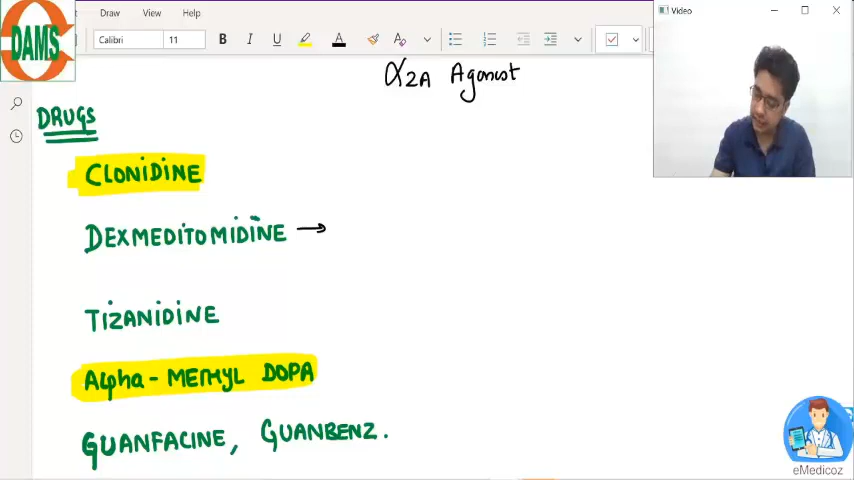 DAMS
Draw View Help
Video
Calibri 11 B I U A A
α2A Agonist
DRUGS
CLONIDINE
DEXMEDITOMIDINE →
TIZANIDINE
Alpha - METHYL DOPA
GUANFACINE, GUANBENZ.
eMedicoz